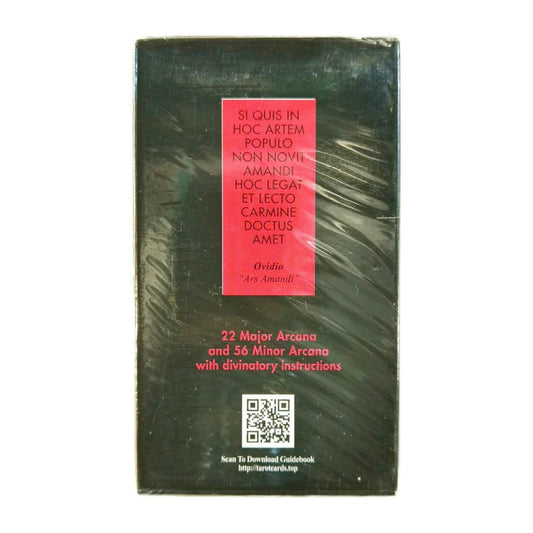 SI QUIS IN
HOC ARTEM
POPULO
NON NOVIT
AMANDI
HOC LEGAT
ET LECTO
CARMINE
DOCTUS
AMET
Ovidio
"Ars Amandi"
22 Major Arcana
and 56 Minor Arcana
with divinatory instructions
Scan To Download Guidebook
http://tarotcards.top